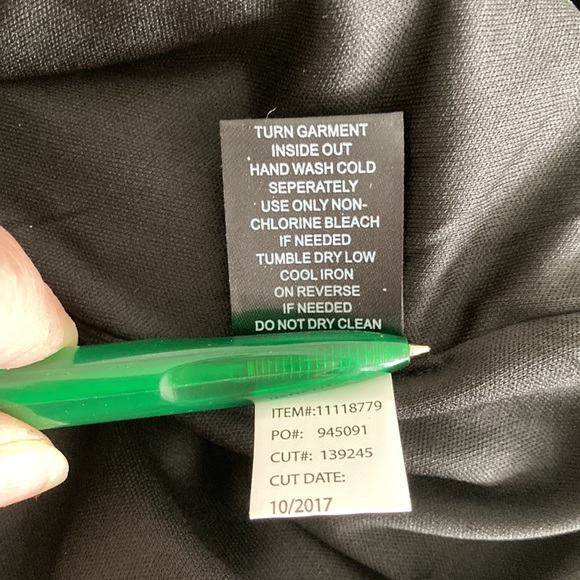 TURN GARMENT
INSIDE OUT
HAND WASH COLD
SEPERATELY
USE ONLY NON-
CHLORINE BLEACH
IF NEEDED
TUMBLE DRY LOW
COOL IRON
ON REVERSE
IF NEEDED
DO NOT DRY CLEAN
ITEM#:11118779
PO#: 945091
CUT#: 139245
CUT DATE:
10/2017